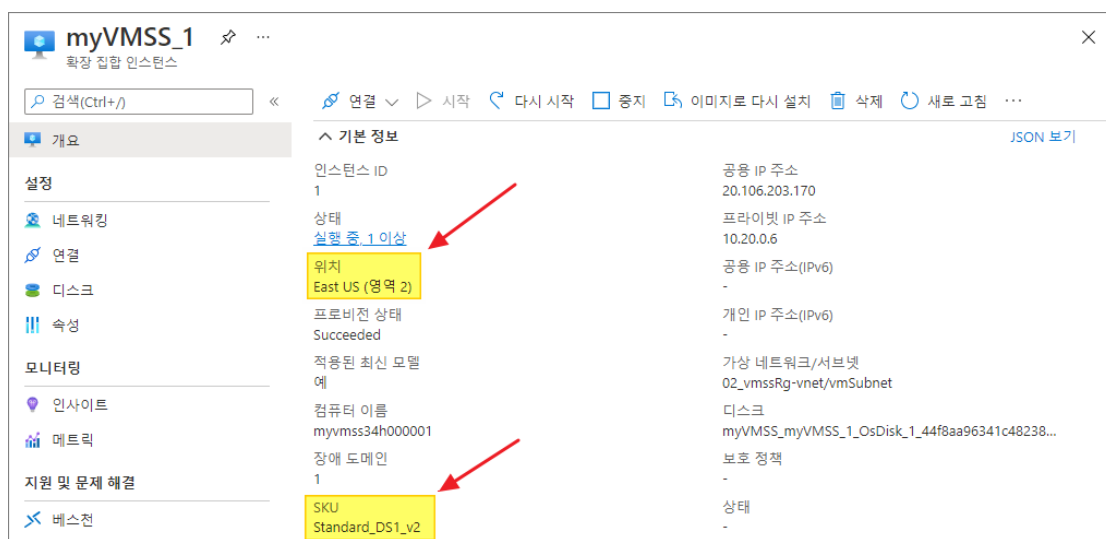 myVMSS_1
확장 집합 인스턴스
검색(Ctrl+/)
연결
시작
다시 시작
중지
이미지로 다시 설치
삭제
새로 고침
개요
설정
네트워킹
연결
디스크
속성
모니터링
인사이트
메트릭
지원 및 문제 해결
베스천
기본 정보
JSON 보기
인스턴스 ID
1
상태
실행 중, 1 이상
위치
East US (영역 2)
프로비전 상태
Succeeded
적용된 최신 모델
예
컴퓨터 이름
myvmss34h000001
장애 도메인
1
SKU
Standard_DS1_v2
공용 IP 주소
20.106.203.170
프라이빗 IP 주소
10.20.0.6
공용 IP 주소(IPv6)
-
개인 IP 주소(IPv6)
-
가상 네트워크/서브넷
02_vmssRg-vnet/vmSubnet
디스크
myVMSS_myVMSS_1_OsDisk_1_44f8aa96341c48238...
보호 정책
-
상태
-